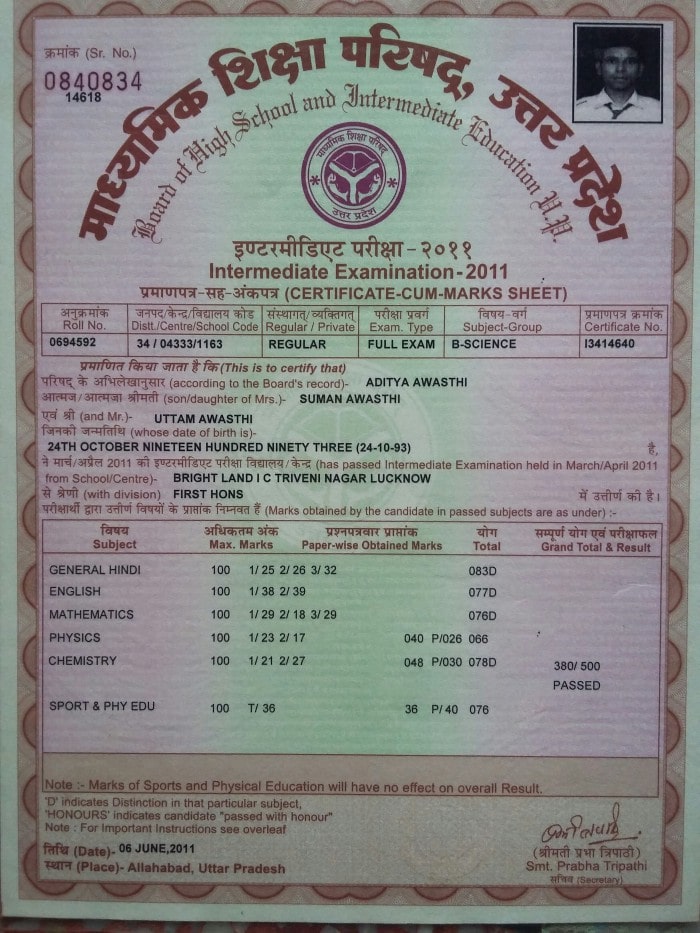 क्रमांक (Sr. No.)
0840834
14618
माध्यमिक शिक्षा परिषद्, उत्तर प्रदेश
Board of High School and Intermediate Education U.P.
माध्यमिक शिक्षा परिषद्
उत्तर प्रदेश
इण्टरमीडिएट परीक्षा - २०११
Intermediate Examination - 2011
प्रमाणपत्र-सह-अंकपत्र (CERTIFICATE-CUM-MARKS SHEET)
अनुक्रमांक जनपद/केन्द्र/विद्यालय कोड संस्थागत/व्यक्तिगत परीक्षा प्रवर्ग विषय-वर्ग प्रमाणपत्र क्रमांक
Roll No. Distt./Centre/School Code Regular / Private Exam. Type Subject-Group Certificate No.
0694592 34 / 04333/1163 REGULAR FULL EXAM B-SCIENCE I3414640
प्रमाणित किया जाता है कि (This is to certify that)
परिषद् के अभिलेखानुसार (according to the Board's record)- ADITYA AWASTHI
आत्मज/आत्मजा श्रीमती (son/daughter of Mrs.)- SUMAN AWASTHI
एवं श्री (and Mr.)- UTTAM AWASTHI
जिनकी जन्मतिथि (whose date of birth is)-
24TH OCTOBER NINETEEN HUNDRED NINETY THREE (24-10-93) है,
ने मार्च/अप्रैल 2011 की इण्टरमीडिएट परीक्षा विद्यालय/केन्द्र (has passed Intermediate Examination held in March/April 2011
from School/Centre)- BRIGHT LAND I C TRIVENI NAGAR LUCKNOW
से श्रेणी (with division) FIRST HONS में उत्तीर्ण की है।
परीक्षार्थी द्वारा उत्तीर्ण विषयों के प्राप्तांक निम्नवत हैं (Marks obtained by the candidate in passed subjects are as under) :-
विषय अधिकतम अंक प्रश्नपत्रवार प्राप्तांक योग सम्पूर्ण योग एवं परीक्षाफल
Subject Max. Marks Paper-wise Obtained Marks Total Grand Total & Result
GENERAL HINDI 100 1/ 25 2/ 26 3/ 32 083D
ENGLISH 100 1/ 38 2/ 39 077D
MATHEMATICS 100 1/ 29 2/ 18 3/ 29 076D
PHYSICS 100 1/ 23 2/ 17 040 P/026 066
CHEMISTRY 100 1/ 21 2/ 27 048 P/030 078D
380/ 500
PASSED
SPORT & PHY EDU 100 T/ 36 36 P/ 40 076
Note :- Marks of Sports and Physical Education will have no effect on overall Result.
'D' indicates Distinction in that particular subject,
'HONOURS' indicates candidate "passed with honour"
Note : For Important Instructions see overleaf
तिथि (Date)- 06 JUNE,2011
स्थान (Place)- Allahabad, Uttar Pradesh
(श्रीमती प्रभा त्रिपाठी)
Smt. Prabha Tripathi
सचिव (Secretary)